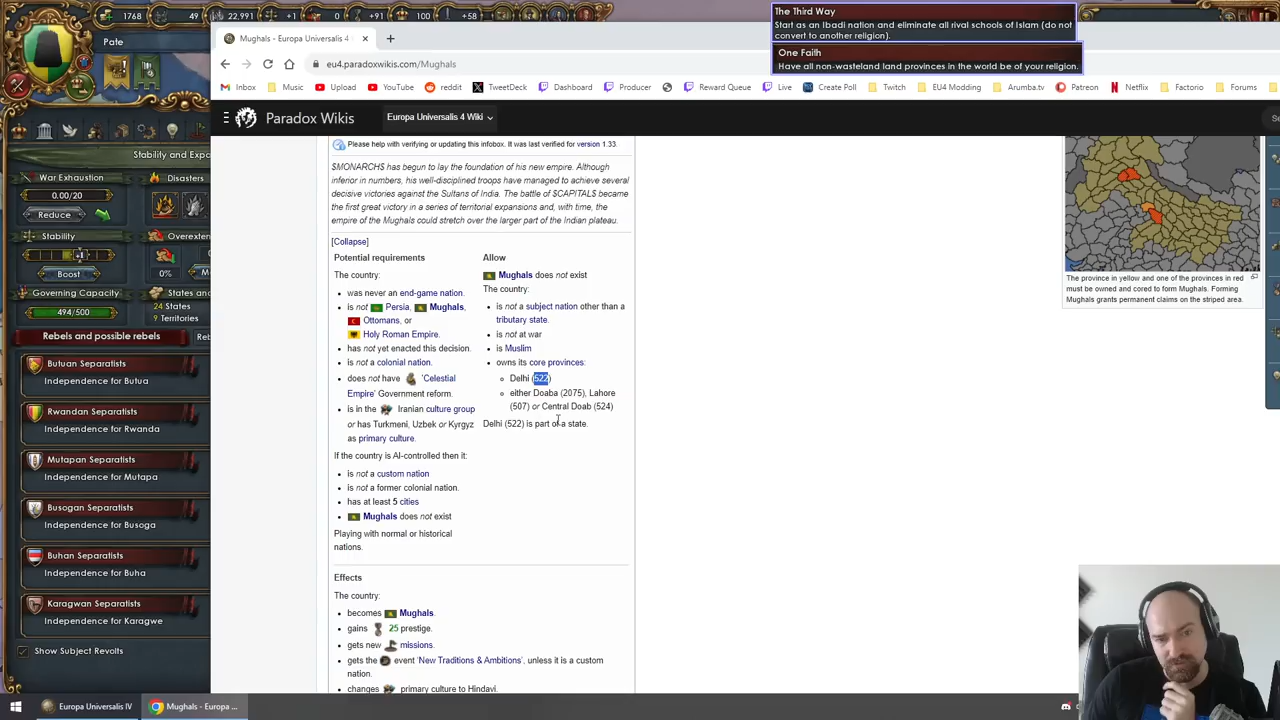 1768
49
22,991
+91
+100
+58
The Third Way
Start as an Ibadi nation and eliminate all rival schools of Islam (do not
convert to another religion).
One Faith
Have all non-wasteland land provinces in the world be of your religion.
Pate
Mughals - Europa Universalis 4
eu4.paradoxwikis.com/Mughals
Inbox
Music
Upload
YouTube
reddit
TweetDeck
Dashboard
Producer
Reward Queue
Live
Create Poll
Twitch
EU4 Modding
Arumba.tv
Patreon
Netflix
Factorio
Forums
Paradox Wikis
Europa Universalis 4 Wiki
Stability and Expa
War Exhaustion
Disasters
0.00/20
Reduce
Stability
Overexten
+1
0%
Boost
Governing Capacity
494/500
States
24 States
9 Territories
Rebels and possible rebels
Butuan Separatists
Independence for Butua
Rwandan Separatists
Independence for Rwanda
Mutapa Separatists
Independence for Mutapa
Busogan Separatists
Independence for Busoga
Buhan Separatists
Independence for Buha
Karagwan Separatists
Independence for Karagwe
Show Subject Revolts
Please help with verifying or updating this infobox. It was last verified for version 1.33.
$MONARCH$ has begun to lay the foundation of his new empire. Although
inferior in numbers, his well-disciplined troops have managed to achieve several
decisive victories against the Sultans of India. The battle of $CAPITAL$ became
the first great victory in a series of territorial expansions and, with time, the
empire of the Mughals could stretch over the larger part of the Indian plateau.
[Collapse]
Potential requirements
The country:
was never an end-game nation.
is not Persia, Mughals,
Ottomans, or
Holy Roman Empire.
has not yet enacted this decision.
is not a colonial nation.
does not have 'Celestial
Empire' Government reform.
is in the Iranian culture group
or has Turkmeni, Uzbek or Kyrgyz
as primary culture.
If the country is AI-controlled then it:
is not a custom nation
is not a former colonial nation.
has at least 5 cities
Mughals does not exist
Playing with normal or historical
nations.
Allow
Mughals does not exist
The country:
is not a subject nation other than a
tributary state.
is not at war
is Muslim
owns its core provinces:
Delhi (522)
either Doaba (2075), Lahore
(507) or Central Doab (524)
Delhi (522) is part of a state.
Effects
The country:
becomes Mughals.
gains 25 prestige.
gets new missions.
gets the event 'New Traditions & Ambitions'. unless it is a custom
nation.
changes primary culture to Hindavi.
The province in yellow and one of the provinces in red
must be owned and cored to form Mughals. Forming
Mughals grants permanent claims on the striped area.
Europa Universalis IV
Mughals - Europa ...